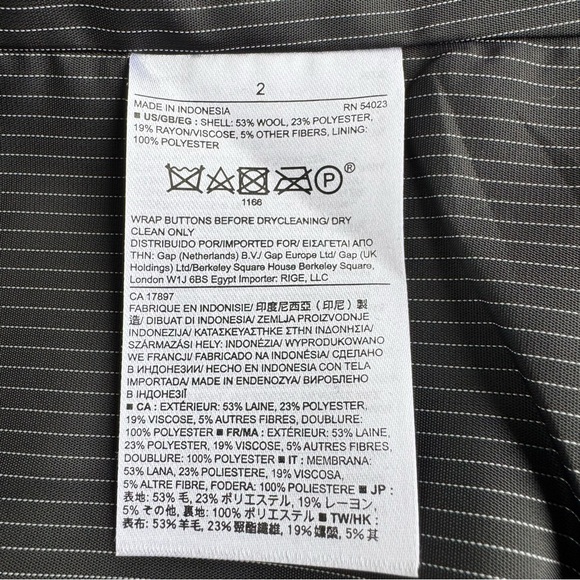 2
MADE IN INDONESIA RN 54023
■ US/GB/EG : SHELL: 53% WOOL, 23% POLYESTER,
19% RAYON/VISCOSE, 5% OTHER FIBERS, LINING:
100% POLYESTER
P ®
1166
WRAP BUTTONS BEFORE DRYCLEANING/ DRY
CLEAN ONLY
DISTRIBUIDO POR/IMPORTED FOR/ ΕΙΣΑΓΕΤΑΙ ΑΠΟ
ΤΗΝ: Gap (Netherlands) B.V./ Gap Europe Ltd/ Gap (UK
Holdings) Ltd/Berkeley Square House Berkeley Square,
London W1J 6BS Egypt Importer: RIGE, LLC
CA 17897
FABRIQUÉ EN INDONISIE/ 印度尼西亞 (印尼) 製
造/ DIBUAT DI INDONESIA/ ZEMLJA PROIZVODNJE
INDONEZIJA/ ΚΑΤΑΣΚΕΥΑΣΤΗΚΕ ΣΤΗΝ ΙΝΔΟΝΗΣΙΑ/
SZÁRMAZÁSI HELY: INDONÉZIA/ WYPRODUKOWANO
WE FRANCJI/ FABRICADO NA INDONÉSIA/ СДЕЛАНО
В ИНДОНЕЗИИ/ HECHO EN INDONESIA CON TELA
IMPORTADA/ MADE IN ENDENOZYA/ ВИРОБЛЕНО
В ІНДОНЕЗІЇ
■ CA : EXTÉRIEUR: 53% LAINE, 23% POLYESTER,
19% VISCOSE, 5% AUTRES FIBRES, DOUBLURE:
100% POLYESTER ■ FR/MA : EXTÉRIEUR: 53% LAINE,
23% POLYESTER, 19% VISCOSE, 5% AUTRES FIBRES,
DOUBLURE: 100% POLYESTER ■ IT : MEMBRANA:
53% LANA, 23% POLIESTERE, 19% VISCOSA,
5% ALTRE FIBRE, FODERA: 100% POLIESTERE ■ JP :
表地: 53% 毛, 23% ポリエステル, 19% レーヨン,
5% その他, 裏地: 100% ポリエステル ■ TW/HK :
表布: 53% 羊毛, 23% 聚酯纖維, 19% 嫘縈, 5% 其